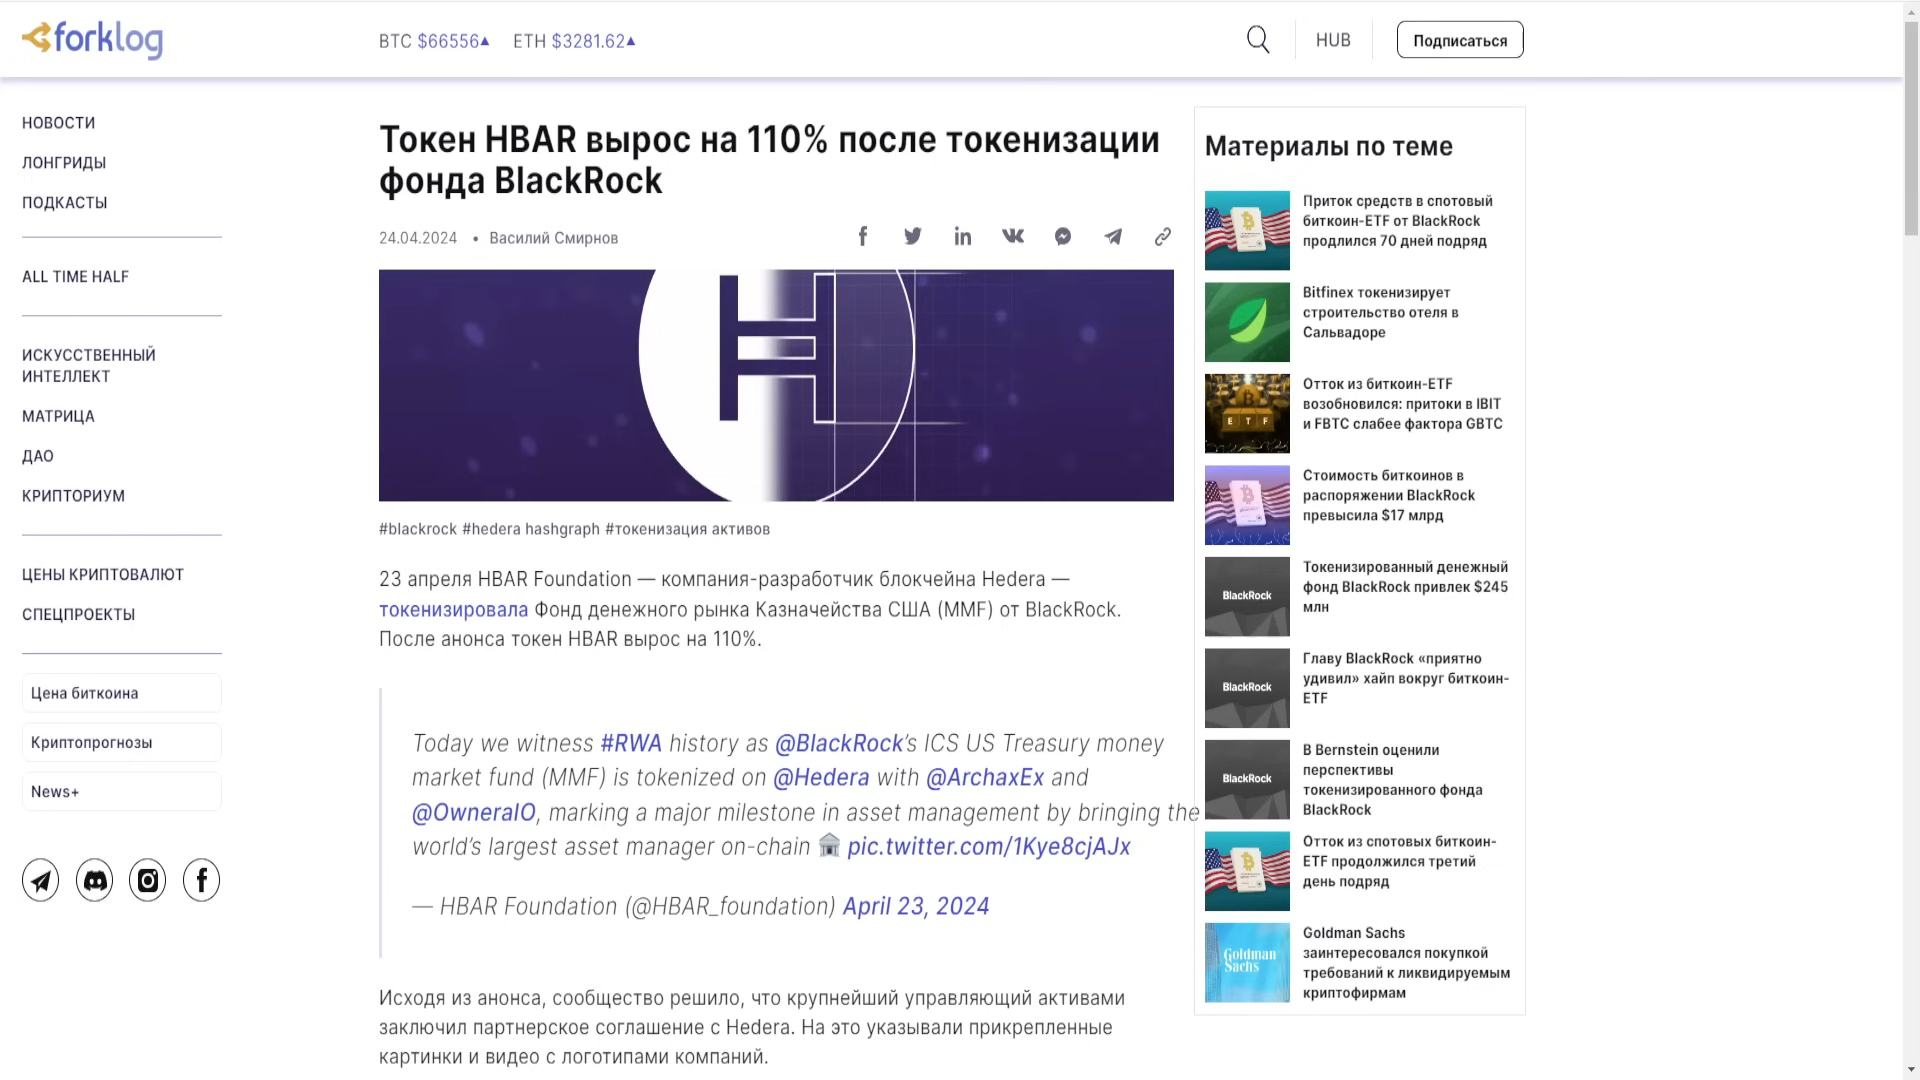 forklog
BTC $66556▲ ETH $3281.62▲
HUB
Подписаться
НОВОСТИ
ЛОНГРИДЫ
ПОДКАСТЫ
ALL TIME HALF
ИСКУССТВЕННЫЙ
ИНТЕЛЛЕКТ
МАТРИЦА
ДАО
КРИПТОРИУМ
ЦЕНЫ КРИПТОВАЛЮТ
СПЕЦПРОЕКТЫ
Цена биткоина
Криптопрогнозы
News+
Токен HBAR вырос на 110% после токенизации
фонда BlackRock
24.04.2024 • Василий Смирнов
#blackrock #hedera hashgraph #токенизация активов
23 апреля HBAR Foundation — компания-разработчик блокчейна Hedera —
токенизировала Фонд денежного рынка Казначейства США (MMF) от BlackRock.
После анонса токен HBAR вырос на 110%.
Today we witness #RWA history as @BlackRock’s ICS US Treasury money
market fund (MMF) is tokenized on @Hedera with @ArchaxEx and
@OwneraIO, marking a major milestone in asset management by bringing the
world’s largest asset manager on-chain 🏛️ pic.twitter.com/1Kye8cjAJx
— HBAR Foundation (@HBAR_foundation) April 23, 2024
Исходя из анонса, сообщество решило, что крупнейший управляющий активами
заключил партнерское соглашение с Hedera. На это указывали прикрепленные
картинки и видео с логотипами компаний.
Материалы по теме
Приток средств в спотовый
биткоин-ETF от BlackRock
продлился 70 дней подряд
Bitfinex токенизирует
строительство отеля в
Сальвадоре
ETF
Отток из биткоин-ETF
возобновился: притоки в IBIT
и FBTC слабее фактора GBTC
Стоимость биткоинов в
распоряжении BlackRock
превысила $17 млрд
BlackRock
Токенизированный денежный
фонд BlackRock привлек $245
млн
BlackRock
Главу BlackRock «приятно
удивил» хайп вокруг биткоин-
ETF
BlackRock
В Bernstein оценили
перспективы
токенизированного фонда
BlackRock
Отток из спотовых биткоин-
ETF продолжился третий
день подряд
Goldman
Sachs
Goldman Sachs
заинтересовался покупкой
требований к ликвидируемым
криптофирмам